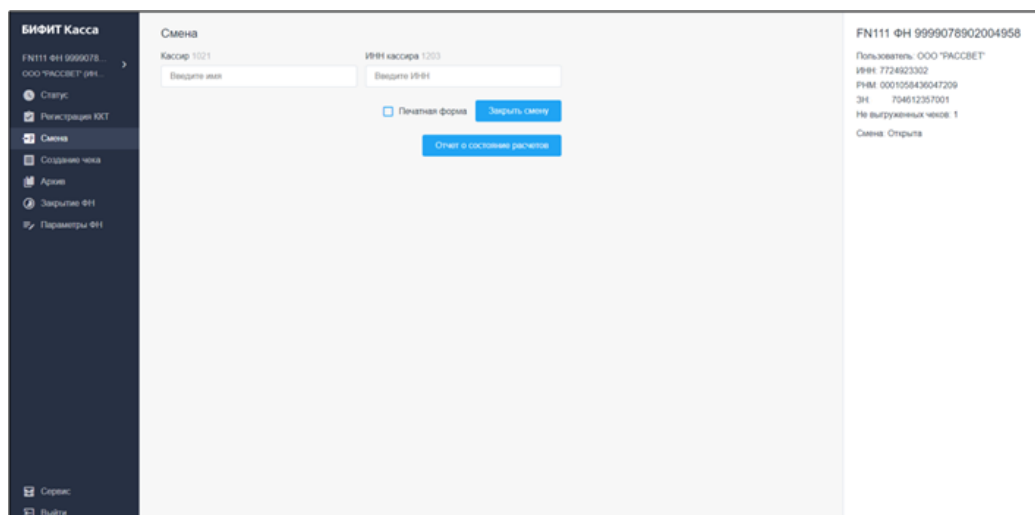 БИФИТ Касса
FN111 ФН 9999078...
ООО "РАССВЕТ" (ИН...
Статус
Регистрация ККТ
Смена
Создание чека
Архив
Закрытие ФН
Параметры ФН
Сервис
Выйти
Смена
Кассир 1021
ИНН кассира 1203
Введите имя
Введите ИНН
Печатная форма
Закрыть смену
Отчет о состояние расчетов
FN111 ФН 9999078902004958
Пользователь: ООО "РАССВЕТ"
ИНН: 7724923302
РНМ: 0001058436047209
ЗН: 704612357001
Не выгруженных чеков: 1
Смена: Открыта